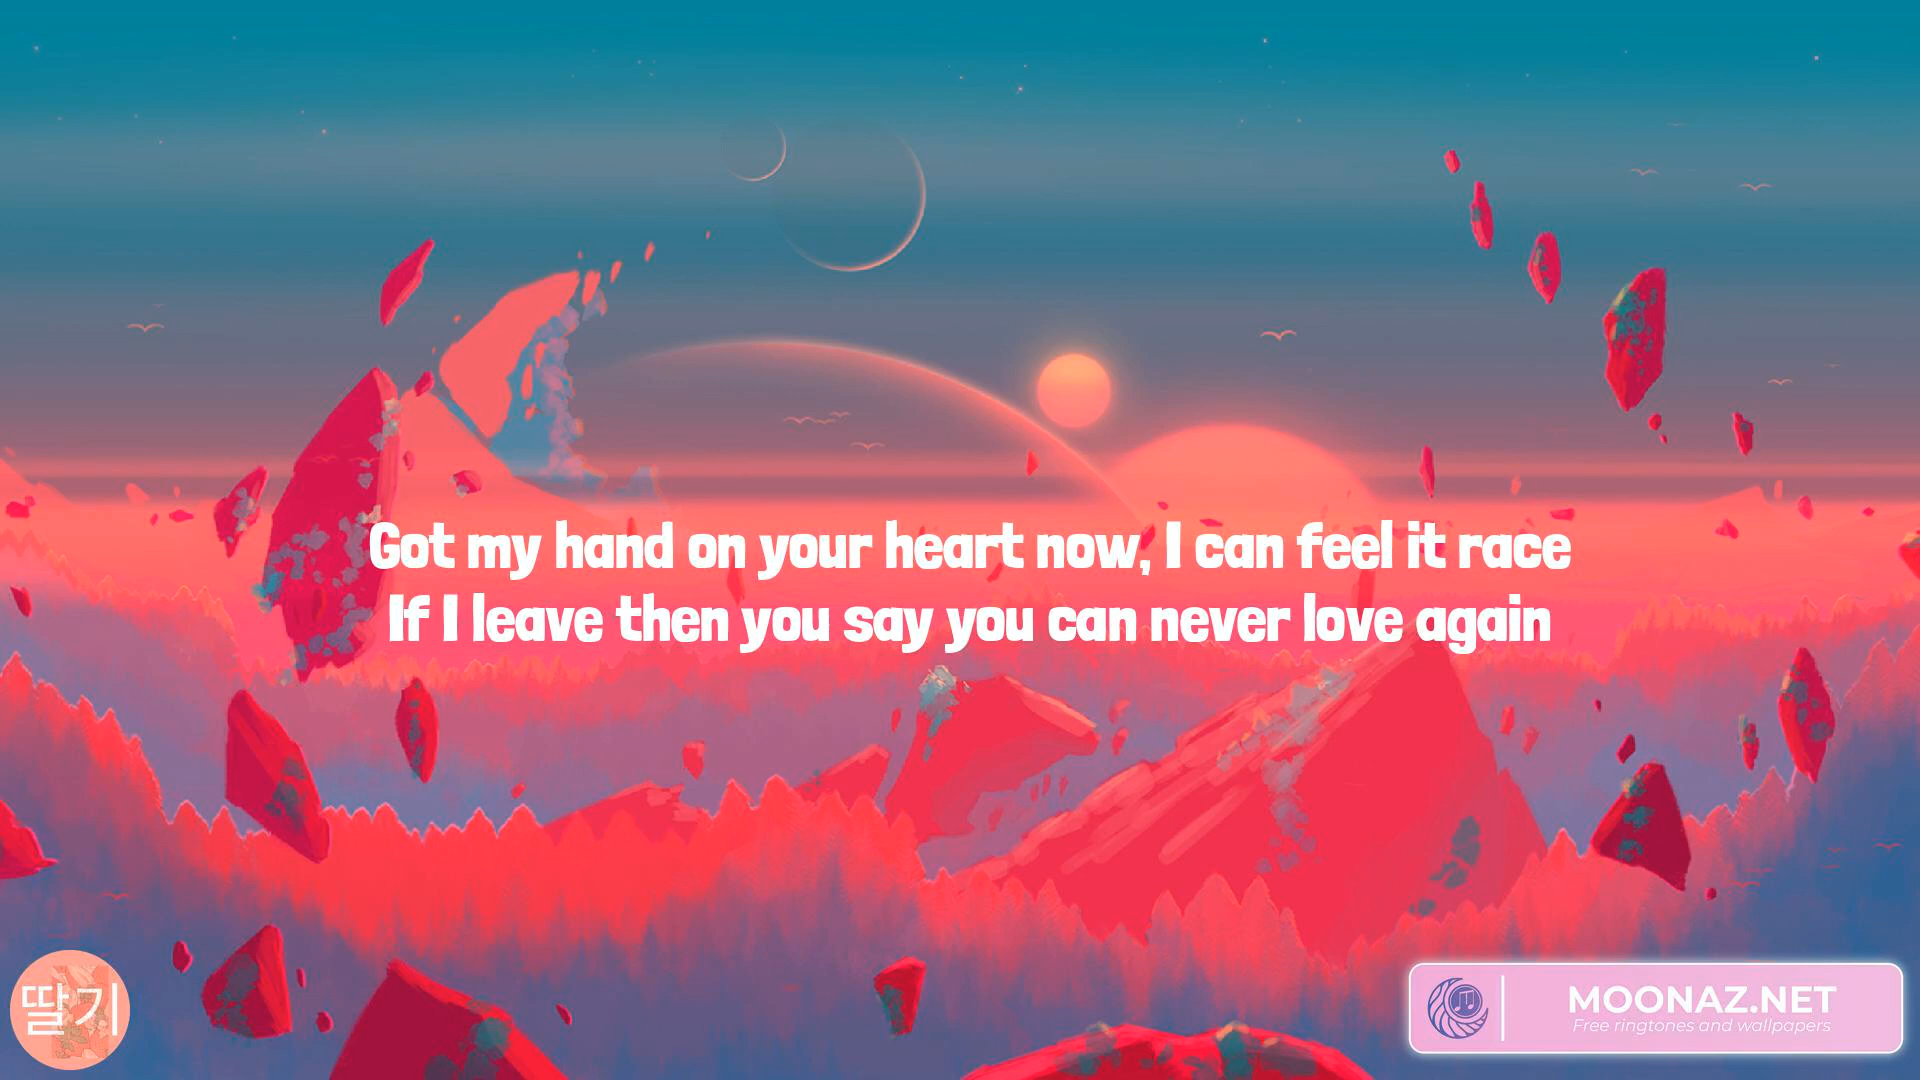 Got my hand on your heart now, I can feel it race
If I leave then you say you can never love again
딸기
MOONAZ.NET
Free ringtones and wallpapers